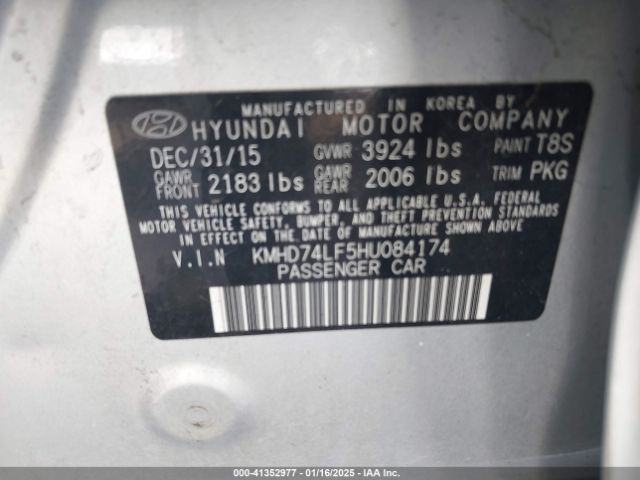 MANUFACTURED IN KOREA BY
HYUNDAI MOTOR COMPANY
DEC/31/15 GVWR 3924 lbs PAINT T8S
GAWR FRONT 2183 lbs GAWR REAR 2006 lbs TRIM PKG
THIS VEHICLE CONFORMS TO ALL APPLICABLE U.S.A. FEDERAL
MOTOR VEHICLE SAFETY, BUMPER, AND THEFT PREVENTION STANDARDS
IN EFFECT ON THE DATE OF MANUFACTURE SHOWN ABOVE.
V.I.N KMHD74LF5HU084174
PASSENGER CAR
000-41352977 - 01/16/2025 - IAA, Inc.